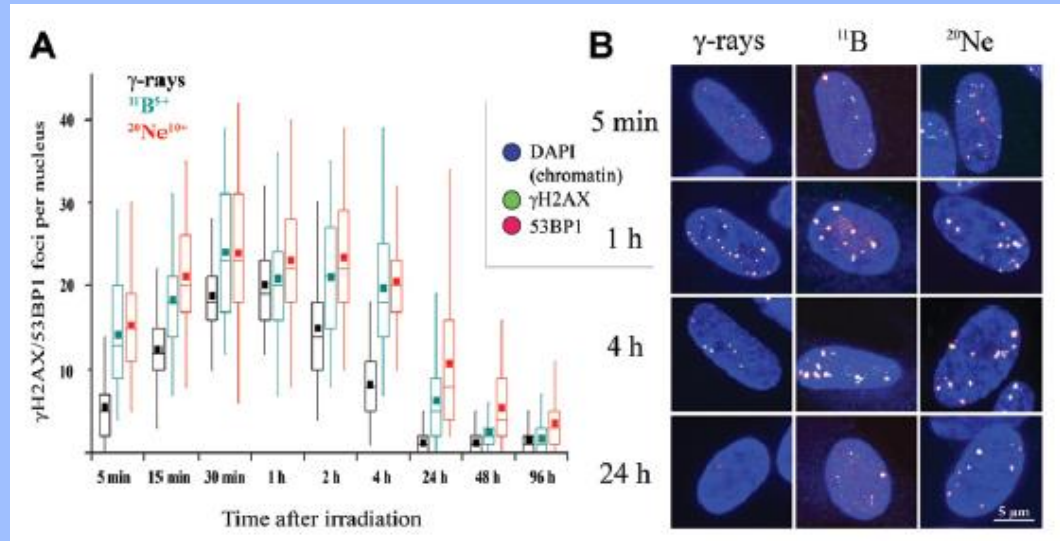 A
γ-rays
¹¹B⁵⁺
²⁰Ne¹⁰⁺
γH2AX/53BP1 foci per nucleus
40
30
20
10
5 min 15 min 30 min 1 h 2 h 4 h 24 h 48 h 96 h
Time after irradiation
DAPI
(chromatin)
γH2AX
53BP1
B
γ-rays ¹¹B ²⁰Ne
5 min
1 h
4 h
24 h
5 μm